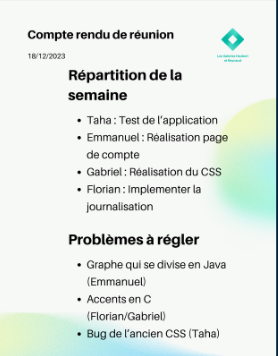 Compte rendu de réunion
18/12/2023
Répartition de la
semaine
• Taha : Test de l'application
• Emmanuel : Réalisation page
de compte
• Gabriel : Réalisation du CSS
• Florian : Implementer la
journalisation
Problèmes à régler
• Graphe qui se divise en Java
(Emmanuel)
• Accents en C
(Florian/Gabriel)
• Bug de l'ancien CSS (Taha)